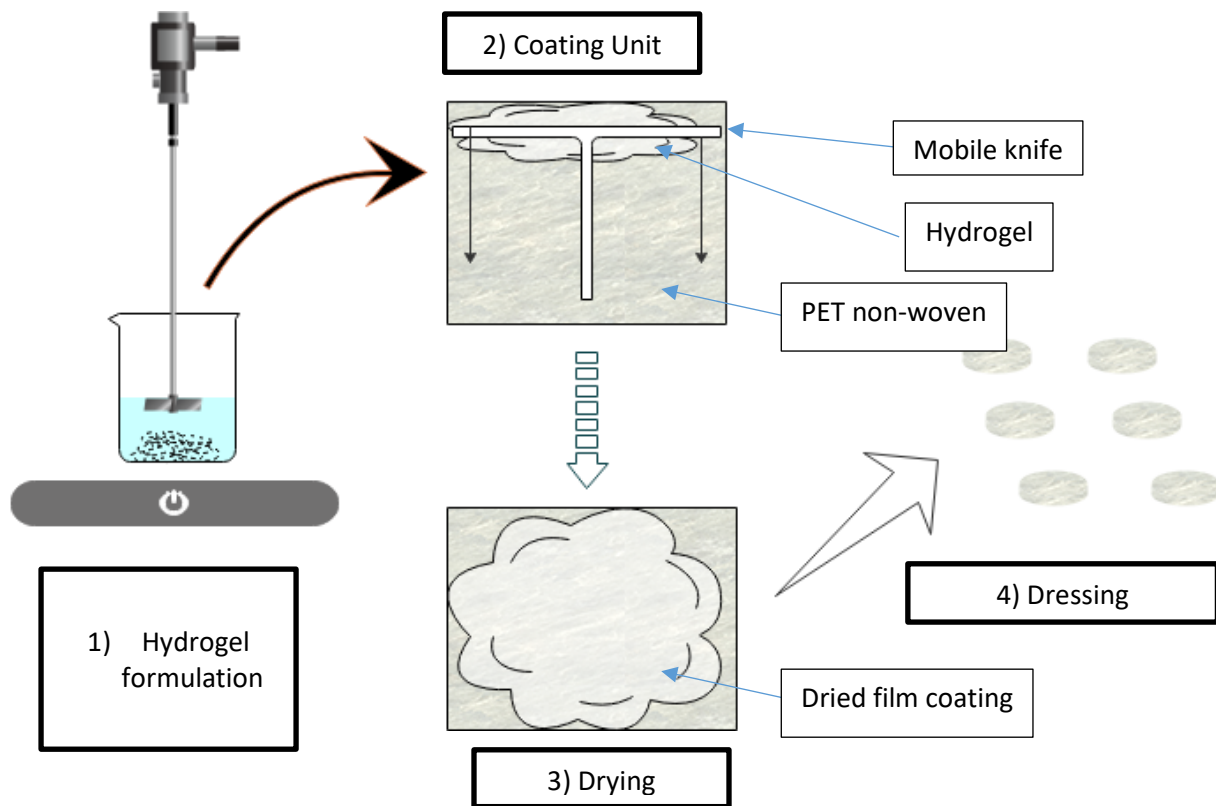 2) Coating Unit
Mobile knife
Hydrogel
PET non-woven
1) Hydrogel
formulation
4) Dressing
Dried film coating
3) Drying